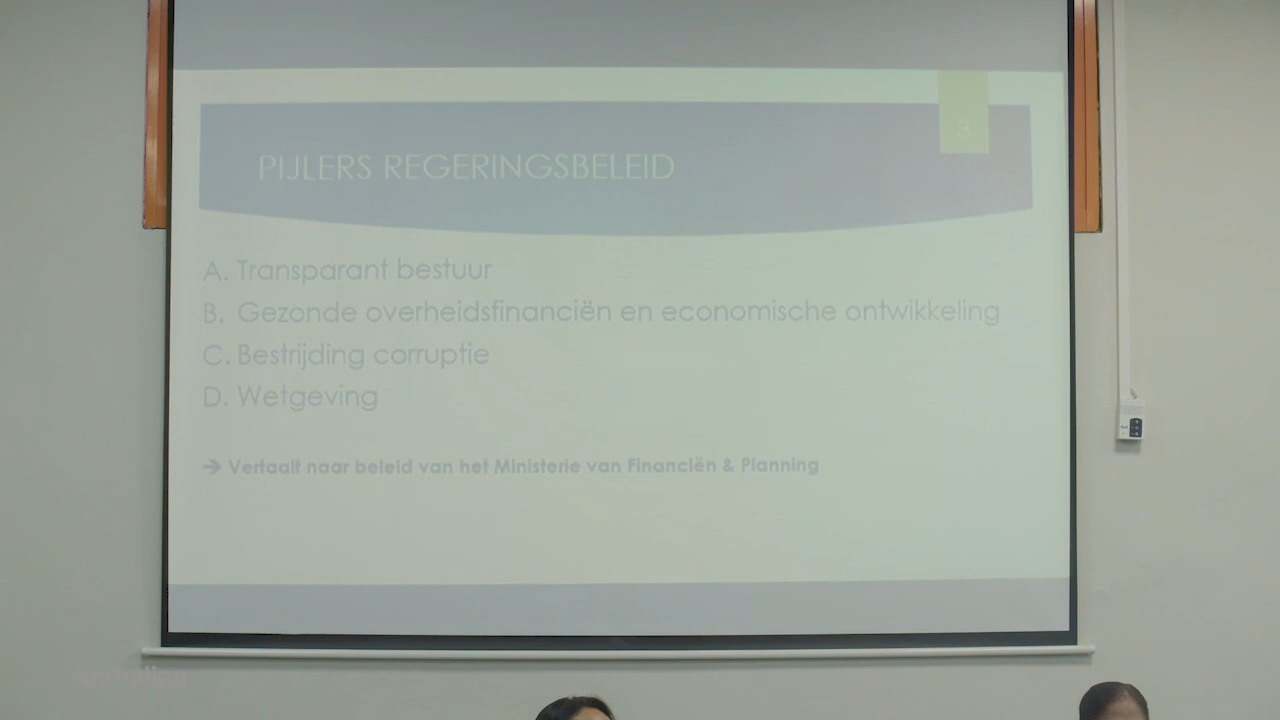 3
PIJLERS REGERINGSBELEID
A. Transparant bestuur
B. Gezonde overheidsfinanciën en economische ontwikkeling
C. Bestrijding corruptie
D. Wetgeving
➔ Vertaalt naar beleid van het Ministerie van Financiën & Planning